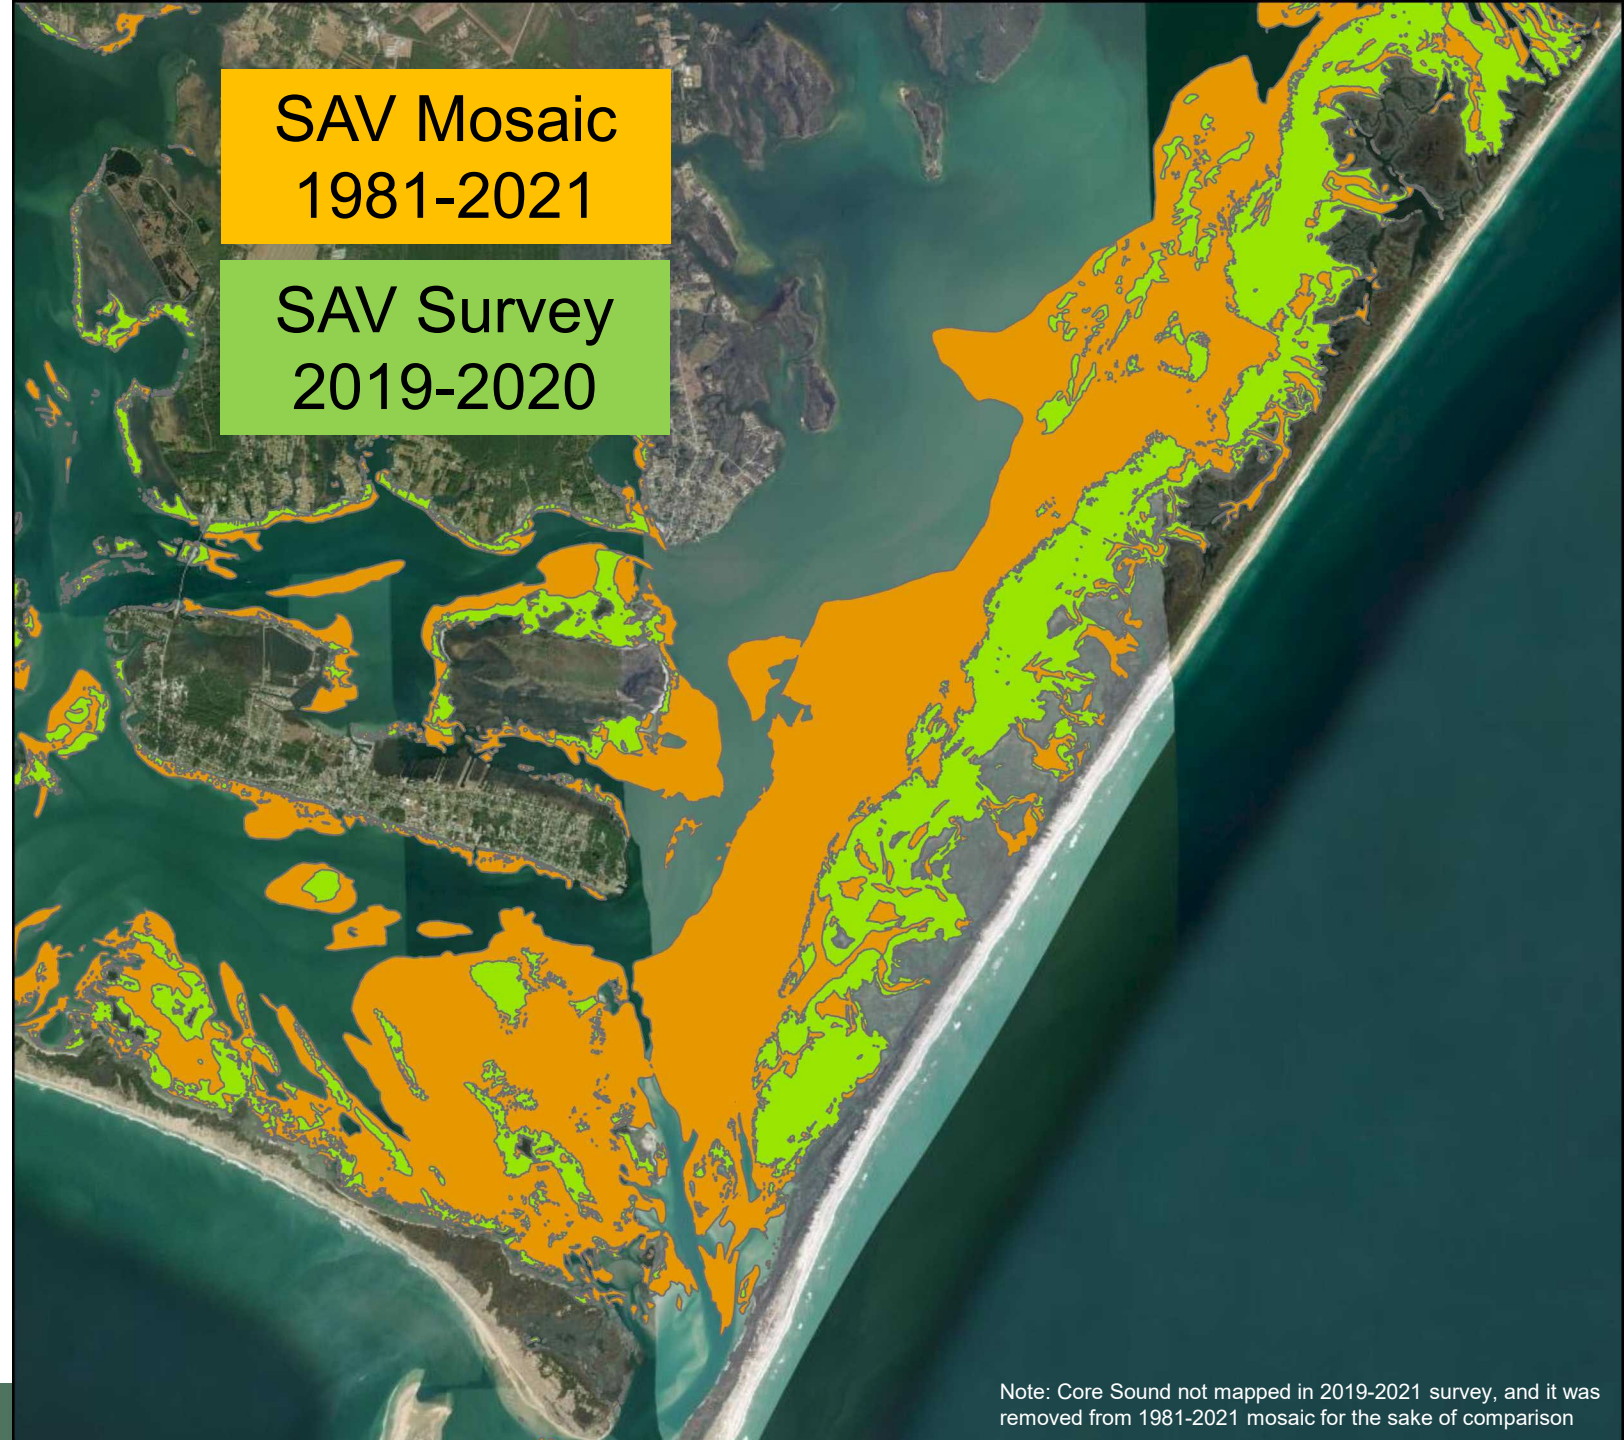 SAV Mosaic
1981-2021
SAV Survey
2019-2020
Note: Core Sound not mapped in 2019-2021 survey, and it was
removed from 1981-2021 mosaic for the sake of comparison